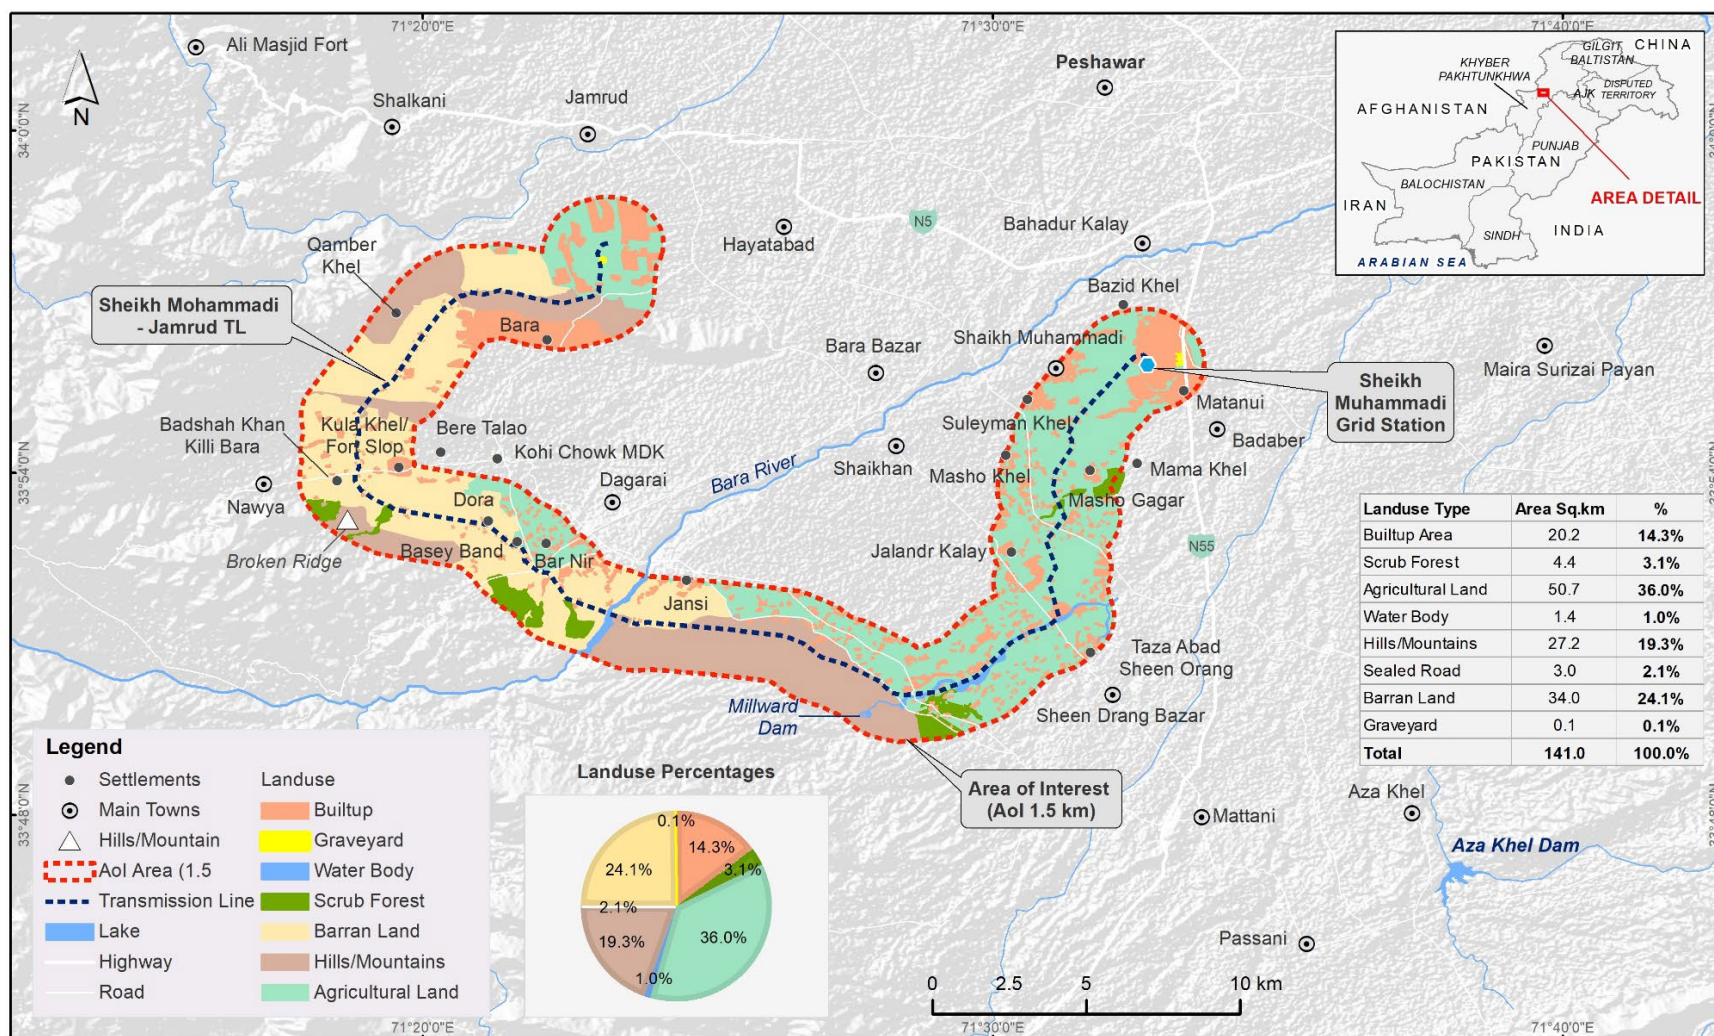 71°20'0"E
71°30'0"E
71°40'0"E
34°0'0"N
34°0'0"N
33°54'0"N
33°54'0"N
33°48'0"N
33°48'0"N
71°20'0"E
71°30'0"E
71°40'0"E
N
Ali Masjid Fort
Shalkani
Jamrud
Peshawar
Hayatabad
N5
Bahadur Kalay
Qamber
Khel
Sheikh Mohammadi
- Jamrud TL
Bara
Bazid Khel
Shaikh Muhammadi
Bara Bazar
Maira Surizai Payan
Sheikh
Muhammadi
Grid Station
Matanui
Badaber
Suleyman Khel
Badshah Khan
Killi Bara
Kula Khel/
Fort Slop
Bere Talao
Kohi Chowk MDK
Shaikhan
Masho Khel
Mama Khel
Masho Gagar
Nawya
Dagarai
Dora
Bara River
Broken Ridge
Basey Band
Bar Nir
Jalandr Kalay
N55
Jansi
Taza Abad
Sheen Orang
Sheen Drang Bazar
Millward
Dam
Area of Interest
(AoI 1.5 km)
Mattani
Aza Khel
Aza Khel Dam
Passani
CHINA
GILGIT
BALTISTAN
KHYBER
PAKHTUNKHWA
DISPUTED
TERRITORY
AJK
AFGHANISTAN
PUNJAB
PAKISTAN
BALOCHISTAN
AREA DETAIL
IRAN
INDIA
SINDH
ARABIAN SEA
Landuse Type Area Sq.km %
Builtup Area 20.2 14.3%
Scrub Forest 4.4 3.1%
Agricultural Land 50.7 36.0%
Water Body 1.4 1.0%
Hills/Mountains 27.2 19.3%
Sealed Road 3.0 2.1%
Barran Land 34.0 24.1%
Graveyard 0.1 0.1%
Total 141.0 100.0%
Legend
Settlements
Main Towns
Hills/Mountain
AoI Area (1.5
Transmission Line
Lake
Highway
Road
Landuse
Builtup
Graveyard
Water Body
Scrub Forest
Barran Land
Hills/Mountains
Agricultural Land
Landuse Percentages
0.1%
14.3%
3.1%
24.1%
2.1%
19.3%
36.0%
1.0%
0 2.5 5 10 km